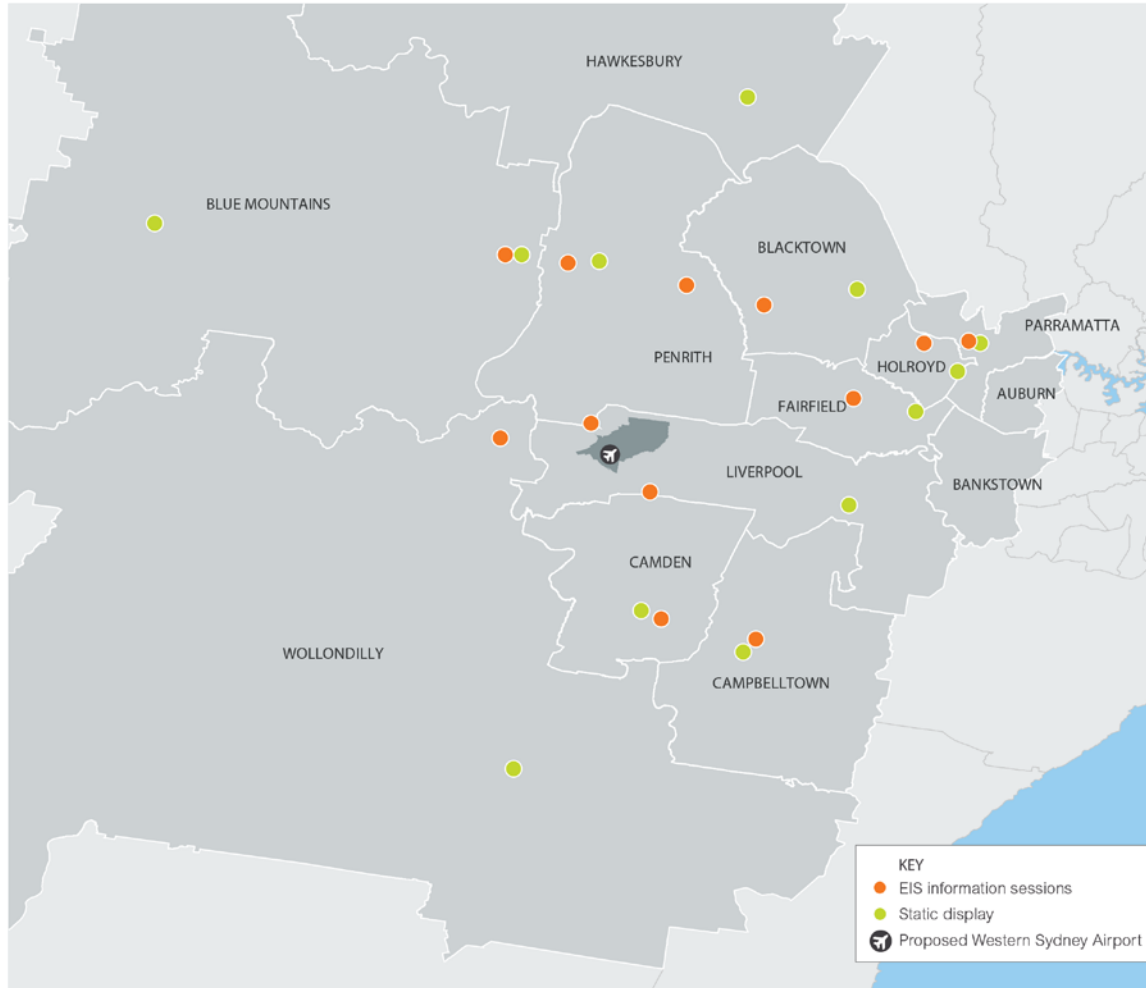 HAWKESBURY
BLUE MOUNTAINS
BLACKTOWN
PARRAMATTA
PENRITH
HOLROYD
AUBURN
FAIRFIELD
LIVERPOOL
BANKSTOWN
CAMDEN
WOLLONDILLY
CAMPBELLTOWN
KEY
EIS information sessions
Static display
Proposed Western Sydney Airport